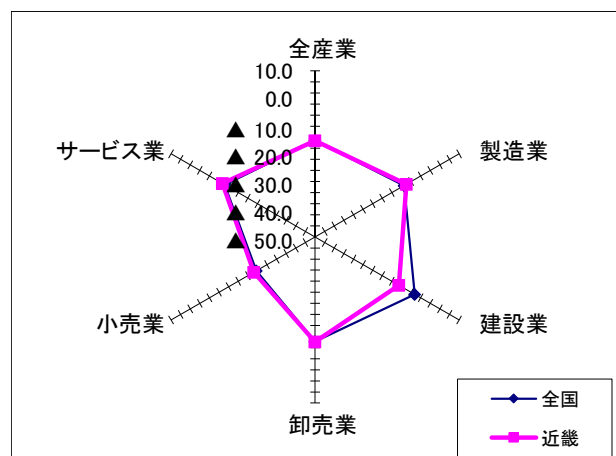 全産業
10.0
0.0
▲ 10.0
▲ 20.0
▲ 30.0
▲ 40.0
▲ 50.0
サービス業
製造業
小売業
建設業
卸売業
全国
近畿